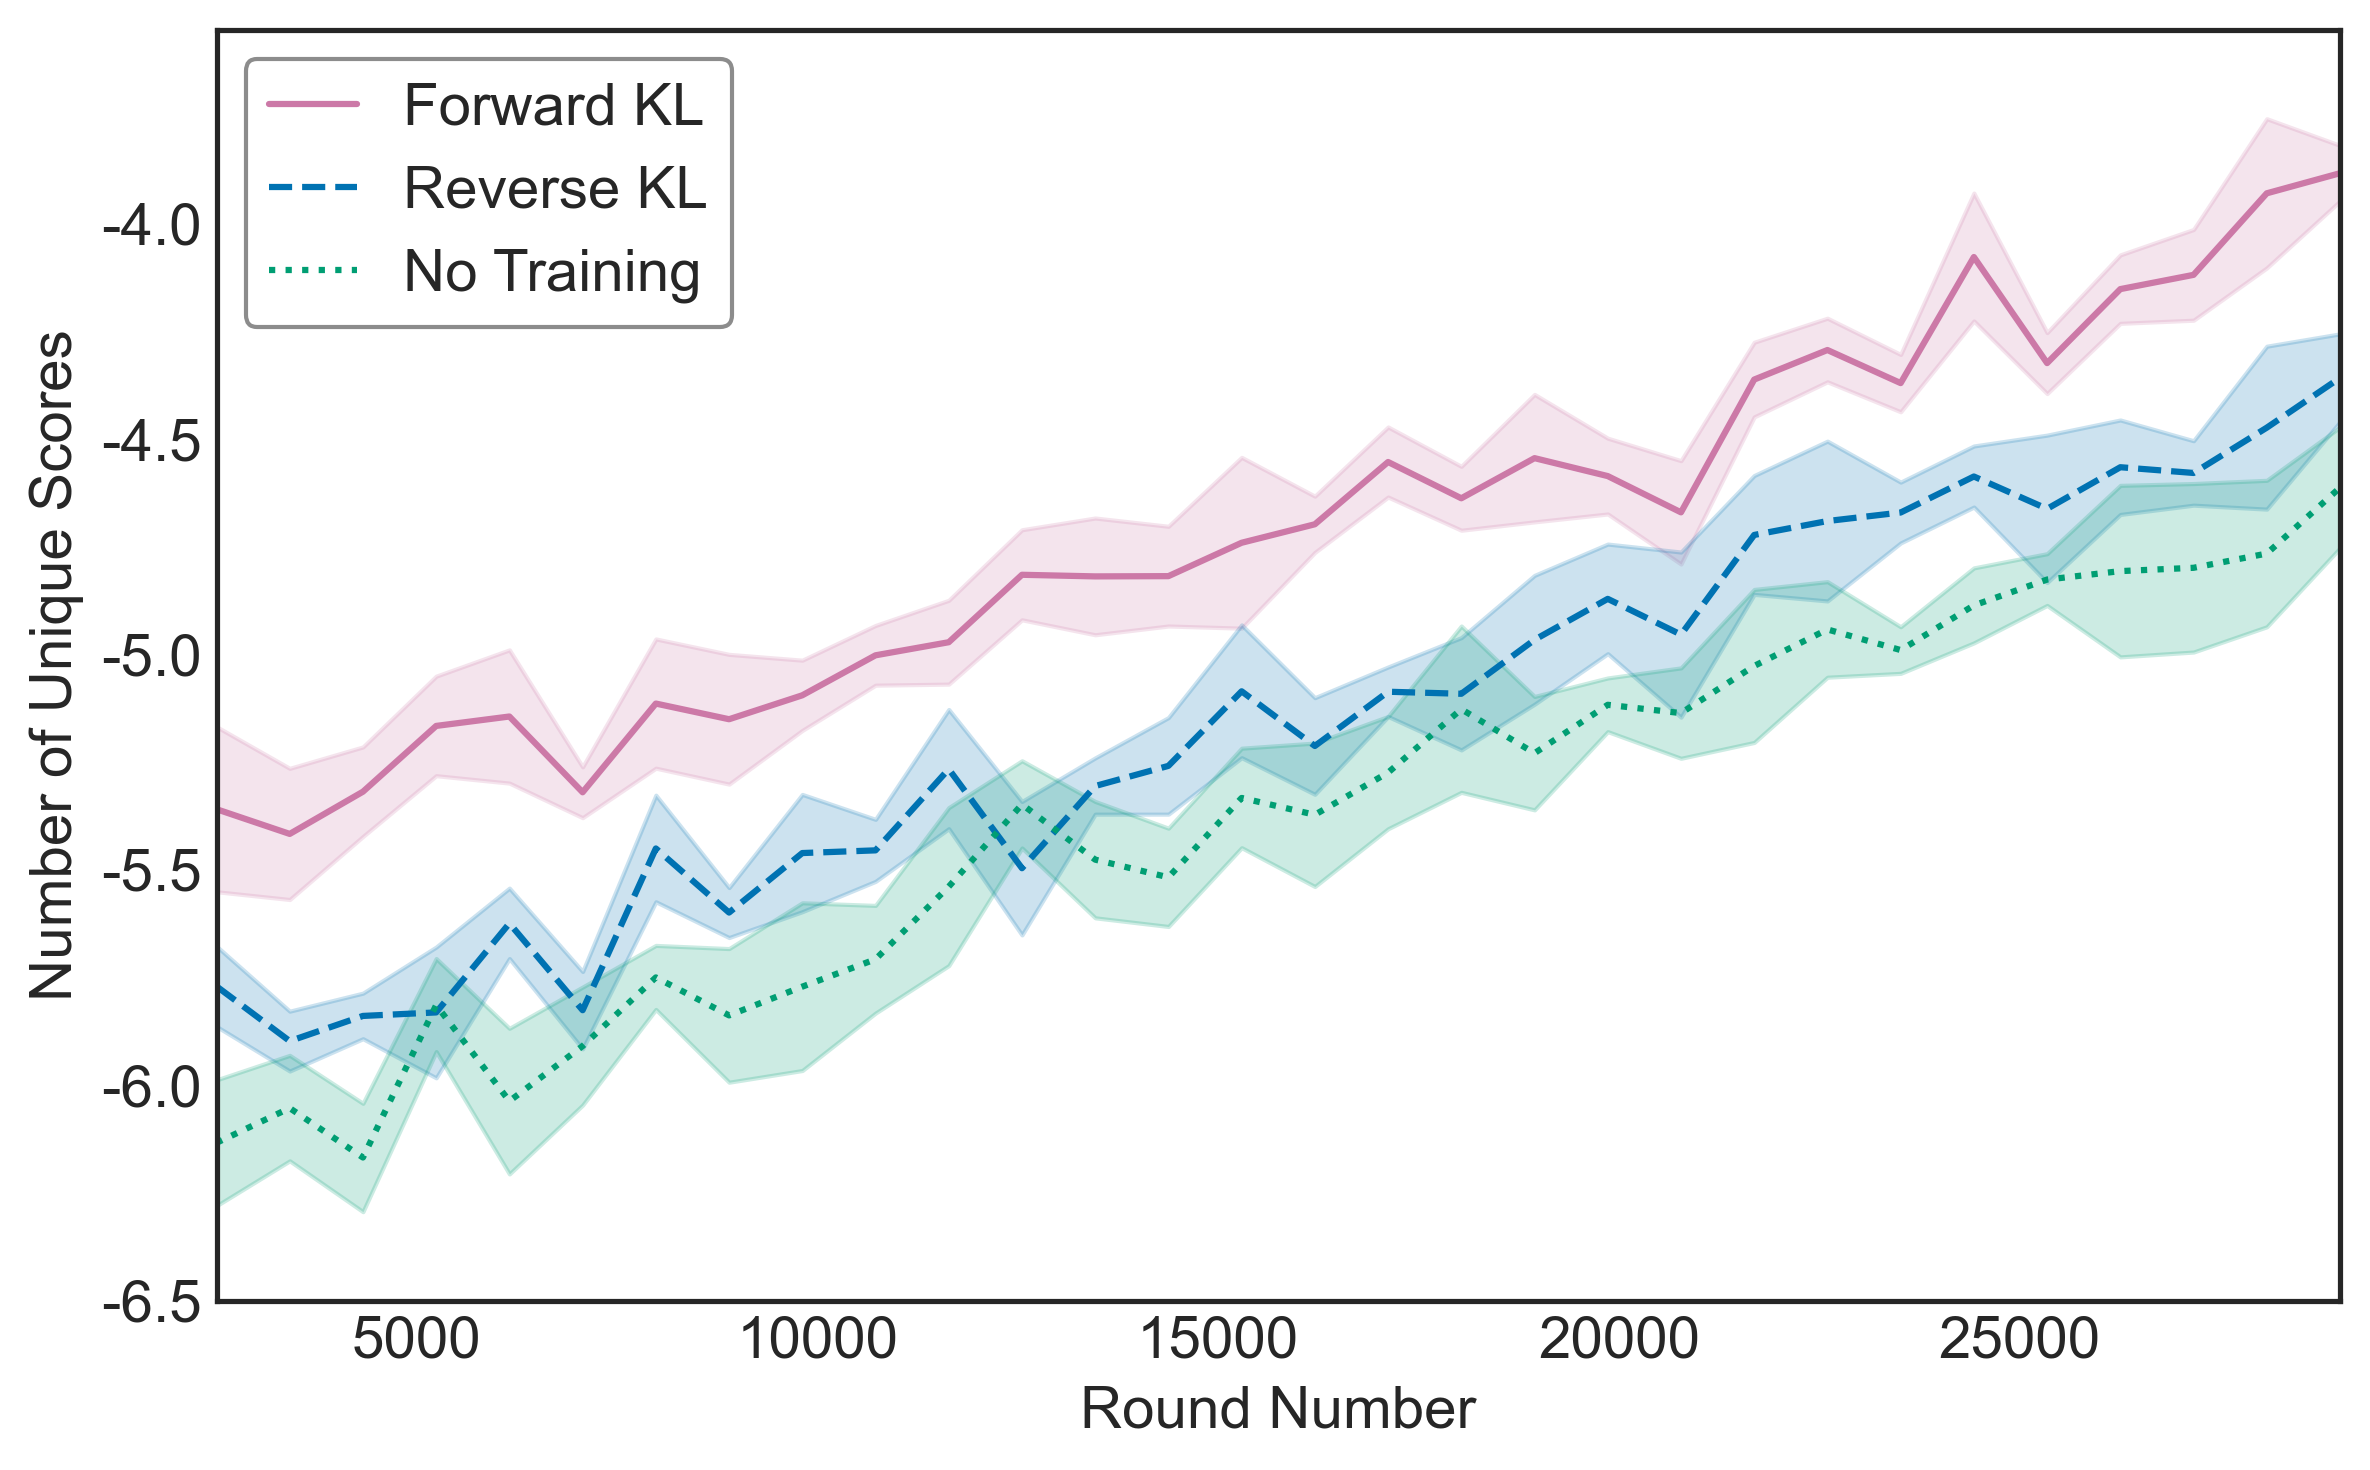 Forward KL
Reverse KL
No Training
Number of Unique Scores
-4.0
-4.5
-5.0
-5.5
-6.0
-6.5
5000 10000 15000 20000 25000
Round Number